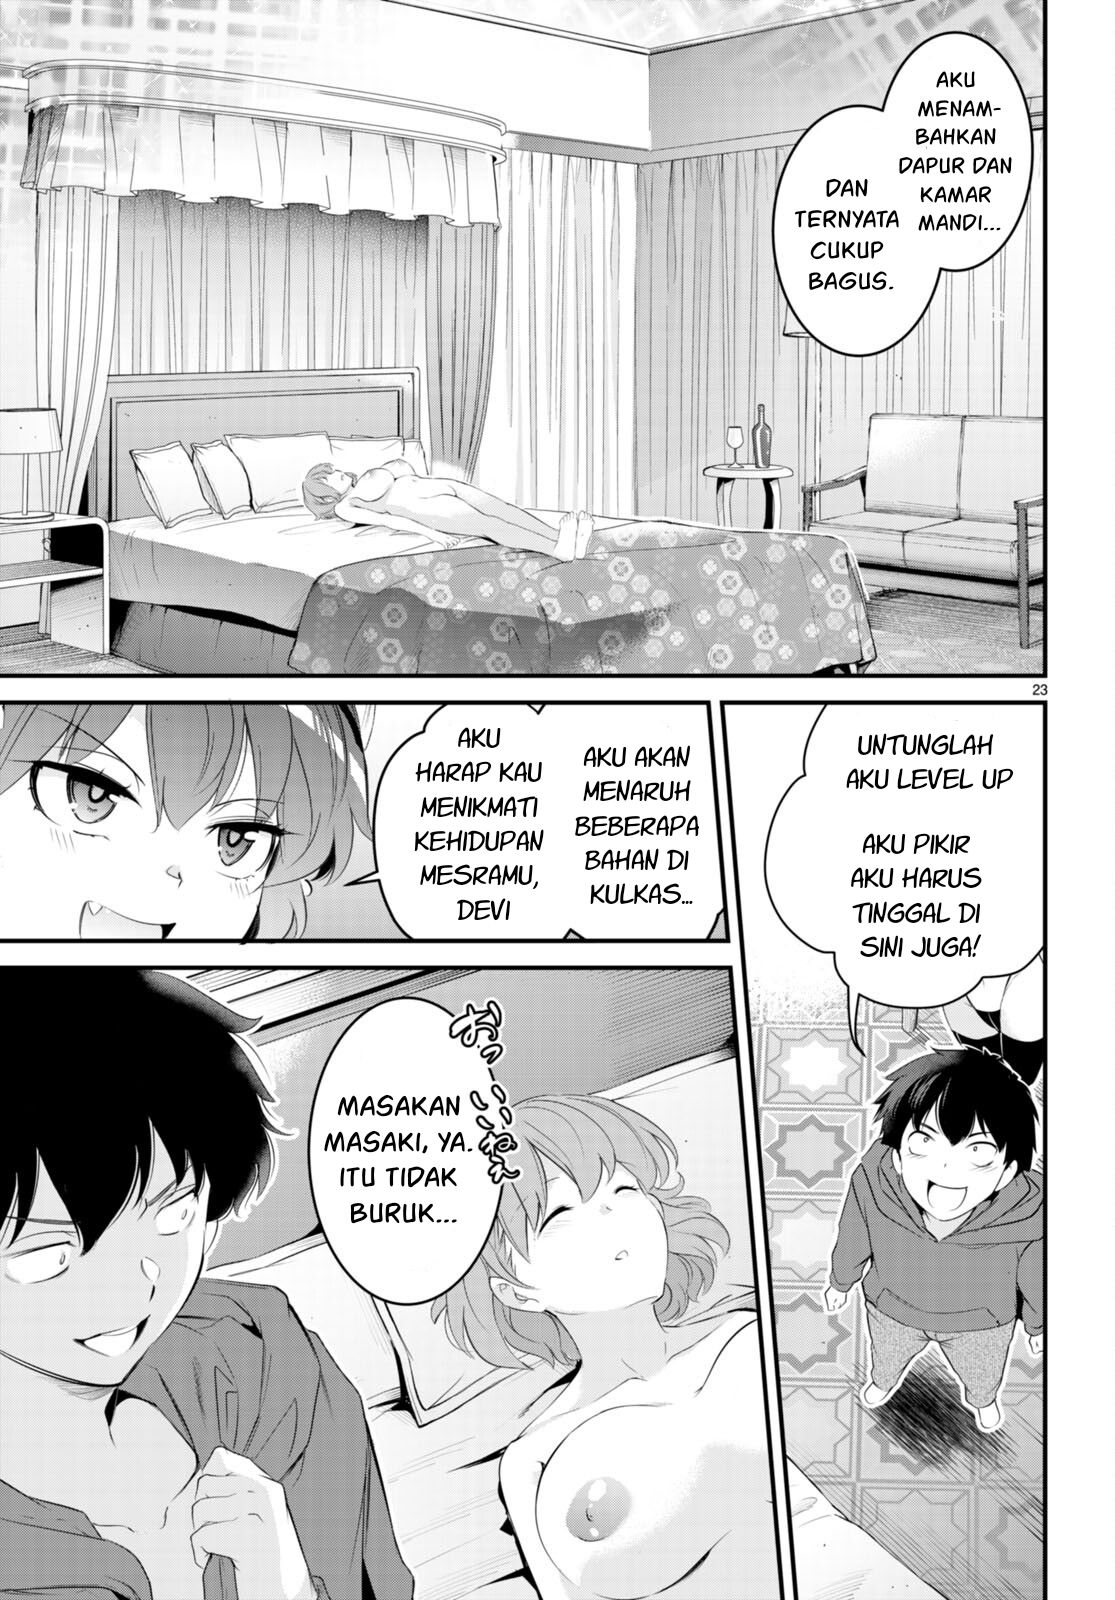 AKU
MENAM-
BAHKAN
DAPUR DAN
KAMAR
MANDI...
DAN
TERNYATA
CUKUP
BAGUS.
23
UNTUNGLAH
AKU LEVEL UP
AKU PIKIR
AKU HARUS
TINGGAL DI
SINI JUGA!
AKU AKAN
MENARUH
BEBERAPA
BAHAN DI
KULKAS...
AKU
HARAP KAU
MENIKMATI
KEHIDUPAN
MESRAMU,
DEVI
おっ
いいねぇ
MASAKAN
MASAKI, YA.
ITU TIDAK
BURUK...